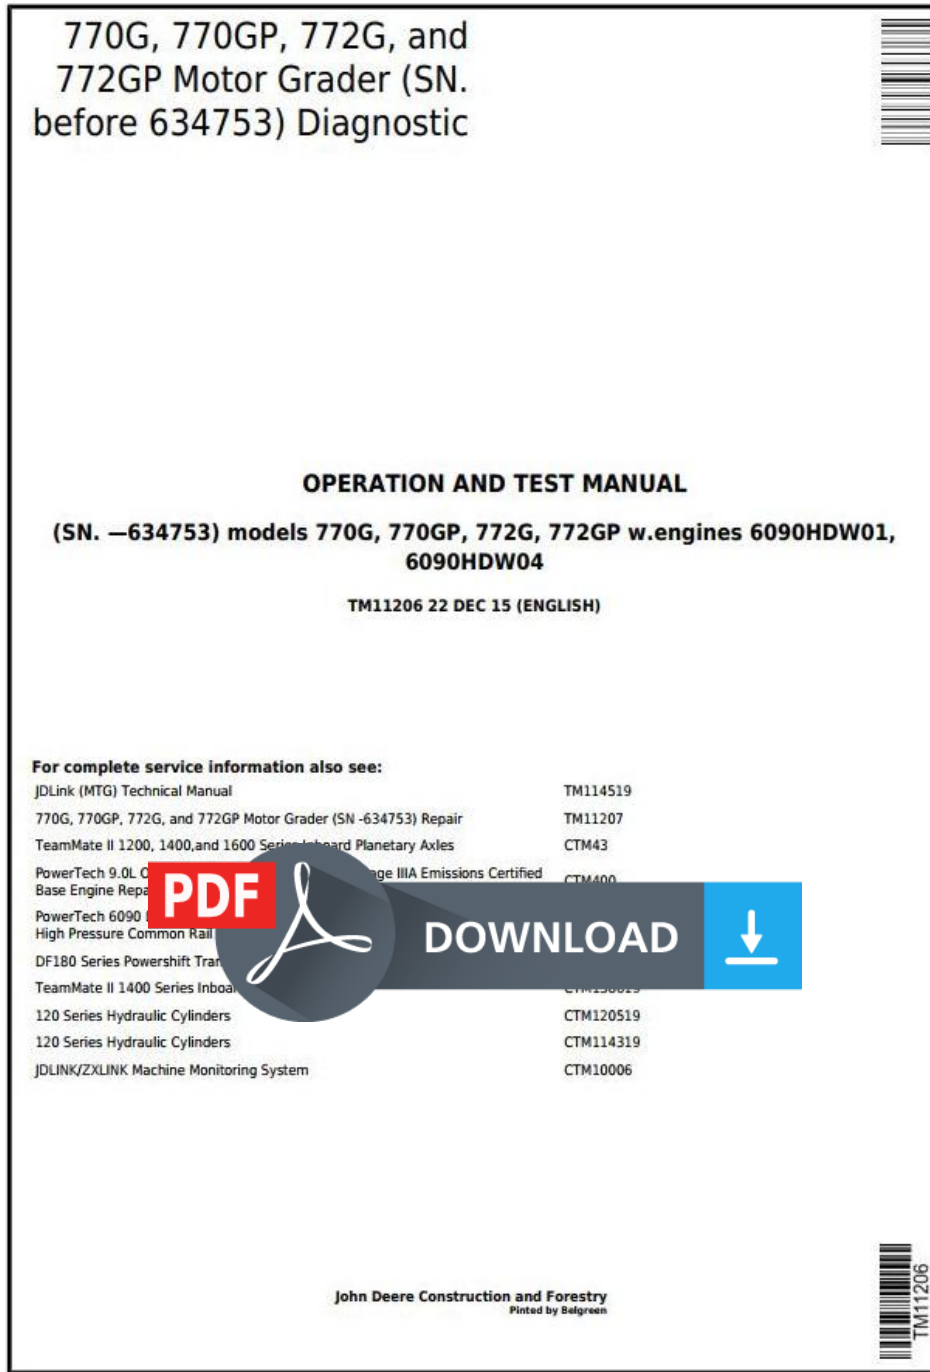 770G, 770GP, 772G, and
772GP Motor Grader (SN.
before 634753) Diagnostic
OPERATION AND TEST MANUAL
(SN. —634753) models 770G, 770GP, 772G, 772GP w.engines 6090HDW01,
6090HDW04
TM11206 22 DEC 15 (ENGLISH)
For complete service information also see:
JDLink (MTG) Technical Manual TM114519
770G, 770GP, 772G, and 772GP Motor Grader (SN -634753) Repair TM11207
TeamMate II 1200, 1400,and 1600 Series Inboard Planetary Axles CTM43
PowerTech 9.0L IIIA Emissions Certified CTM400
Base Engine
PowerTech 6090
High Pressure Common Rail
DF180 Series Powershift
TeamMate II 1400 Series
120 Series Hydraulic Cylinders CTM120519
120 Series Hydraulic Cylinders CTM114319
JDLINK/ZXLINK Machine Monitoring System CTM10006
PDF
DOWNLOAD
John Deere Construction and Forestry
Pinted by Belgreen
TM11206